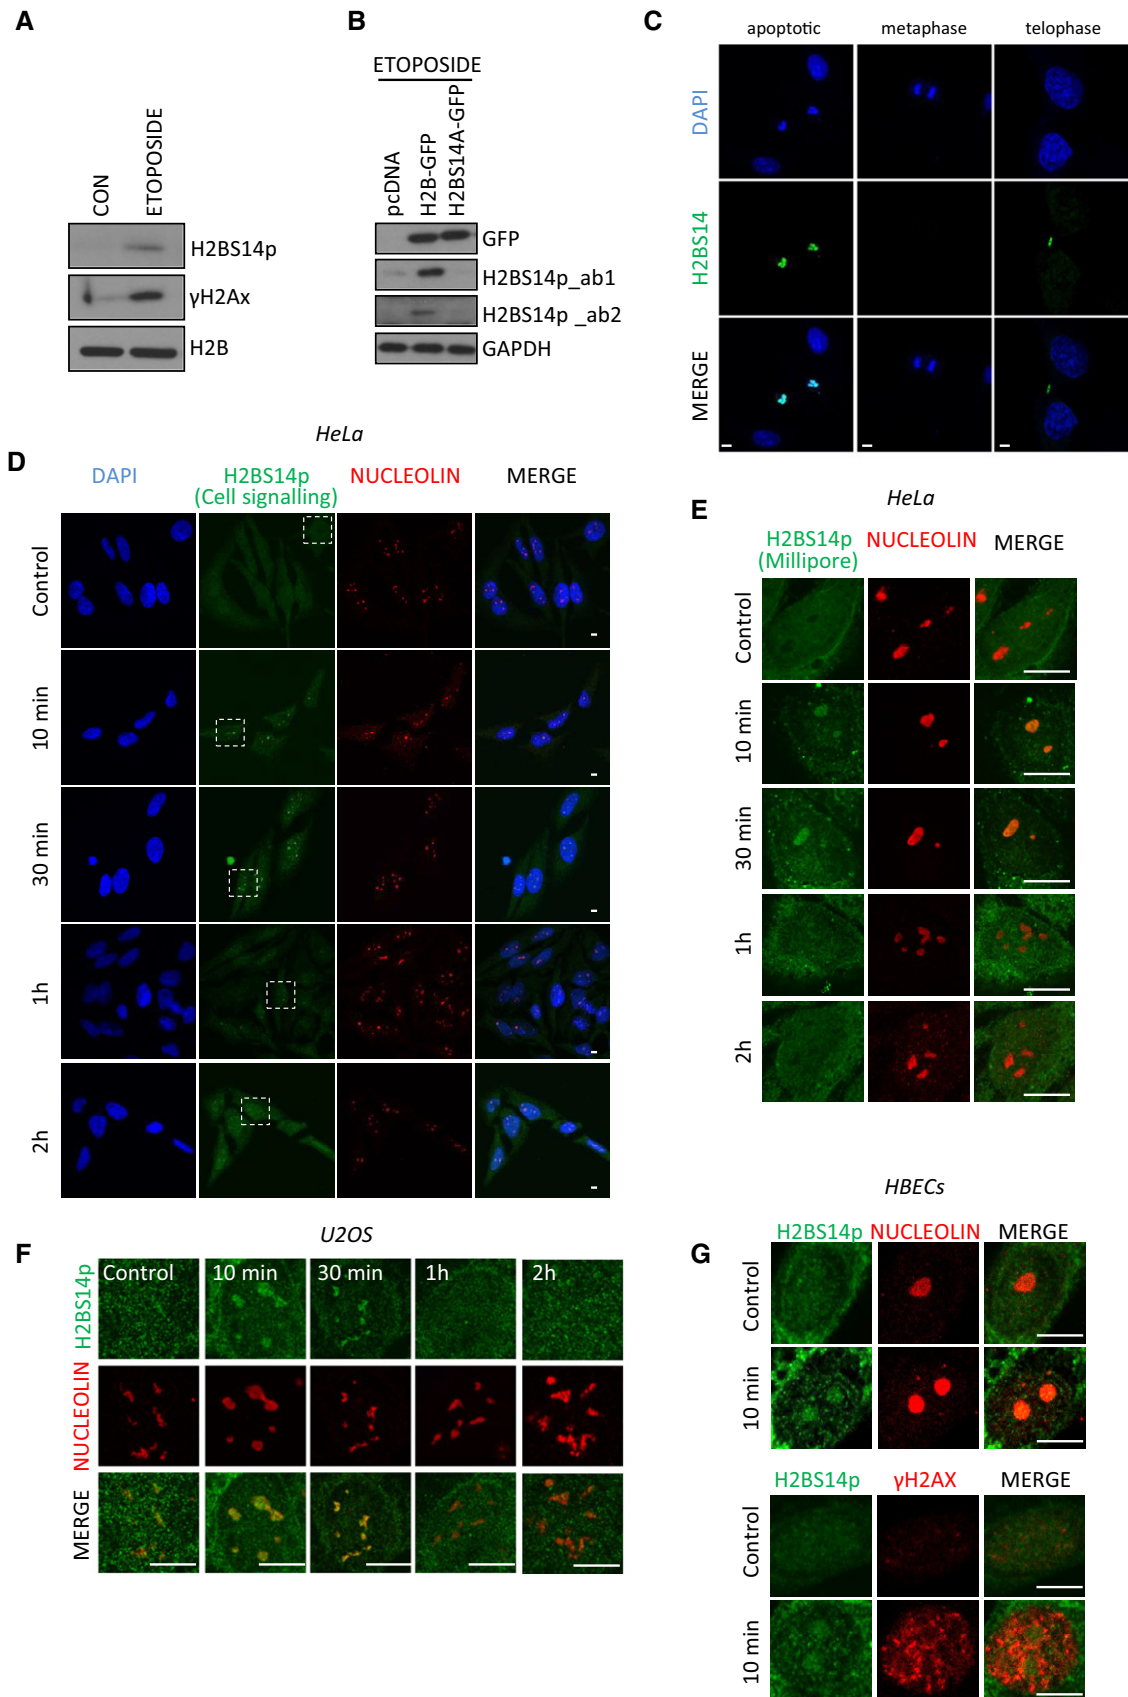 A
CON
ETOPOSIDE
H2BS14p
γH2Ax
H2B
B
ETOPOSIDE
pcDNA
H2B-GFP
H2BS14A-GFP
GFP
H2BS14p_ab1
H2BS14p _ab2
GAPDH
C
apoptotic metaphase telophase
DAPI
H2BS14
MERGE
D
HeLa
DAPI H2BS14p NUCLEOLIN MERGE
(Cell signalling)
Control
10 min
30 min
1h
2h
E
HeLa
H2BS14p NUCLEOLIN MERGE
(Millipore)
Control
10 min
30 min
1h
2h
F
U2OS
Control 10 min 30 min 1h 2h
H2BS14p
NUCLEOLIN
MERGE
G
HBECs
H2BS14p NUCLEOLIN MERGE
Control
10 min
H2BS14p γH2AX MERGE
Control
10 min